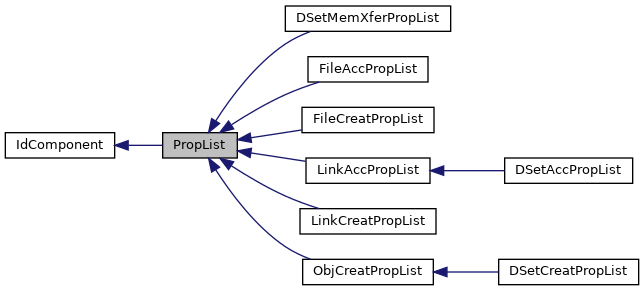 DSetMemXferPropList
FileAccPropList
FileCreatPropList
IdComponent
PropList
LinkAccPropList
DSetAccPropList
LinkCreatPropList
ObjCreatPropList
DSetCreatPropList